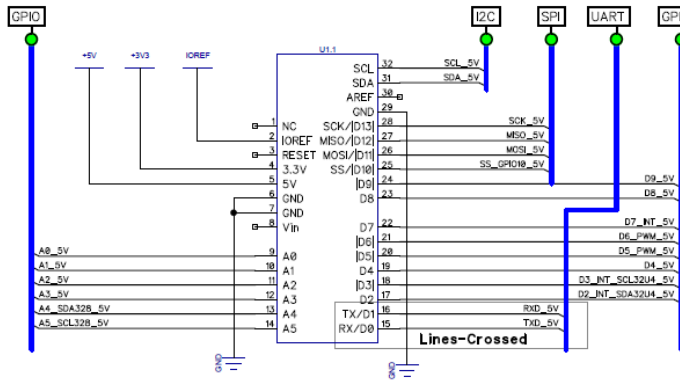 GPIO I2C SPI UART GPI
+5V +3V3 IOREF U1.1
SCL 32 SCL_5V
SDA 31 SDA_5V
AREF 30
GND 29
1 NC SCK/|D13| 28 SCK_5V
2 IOREF MISO/|D12| 27 MISO_5V
3 RESET MOSI/|D11| 26 MOSI_5V
4 3.3V SS/|D10| 25 SS_GPIO10_5V
5 5V |D9| 24 D9_5V
6 GND D8 23 D8_5V
7 GND
8 Vin D7 22 D7_INT_5V
|D6| 21 D6_PWM_5V
A0_5V 9 A0 |D5| 20 D5_PWM_5V
A1_5V 10 A1 D4 19 D4_5V
A2_5V 11 A2 |D3| 18 D3_INT_SCL32U4_5V
A3_5V 12 A3 D2 17 D2_INT_SDA32U4_5V
A4_SDA328_5V 13 A4 TX/D1 16 RXD_5V
A5_SCL328_5V 14 A5 RX/D0 15 TXD_5V
Lines-Crossed
GND GND